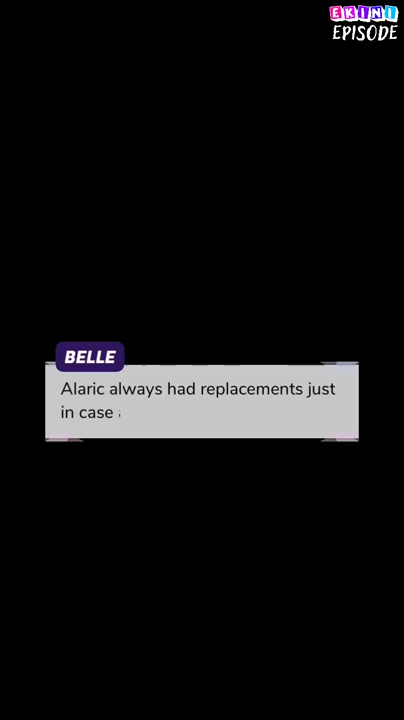 EKINI
EPISODE
BELLE
Alaric always had replacements just
in case